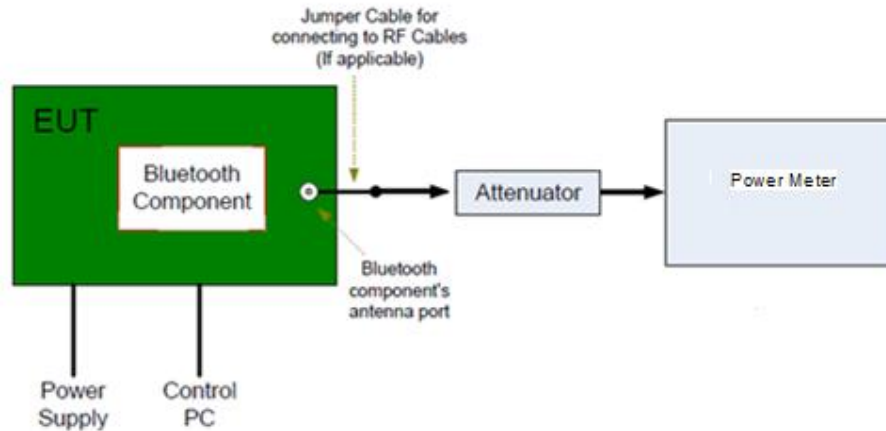 Jumper Cable for
connecting to RF Cables
(If applicable)
EUT
Bluetooth
Component
Attenuator
Power Meter
Bluetooth
component's
antenna port
Power
Supply
Control
PC